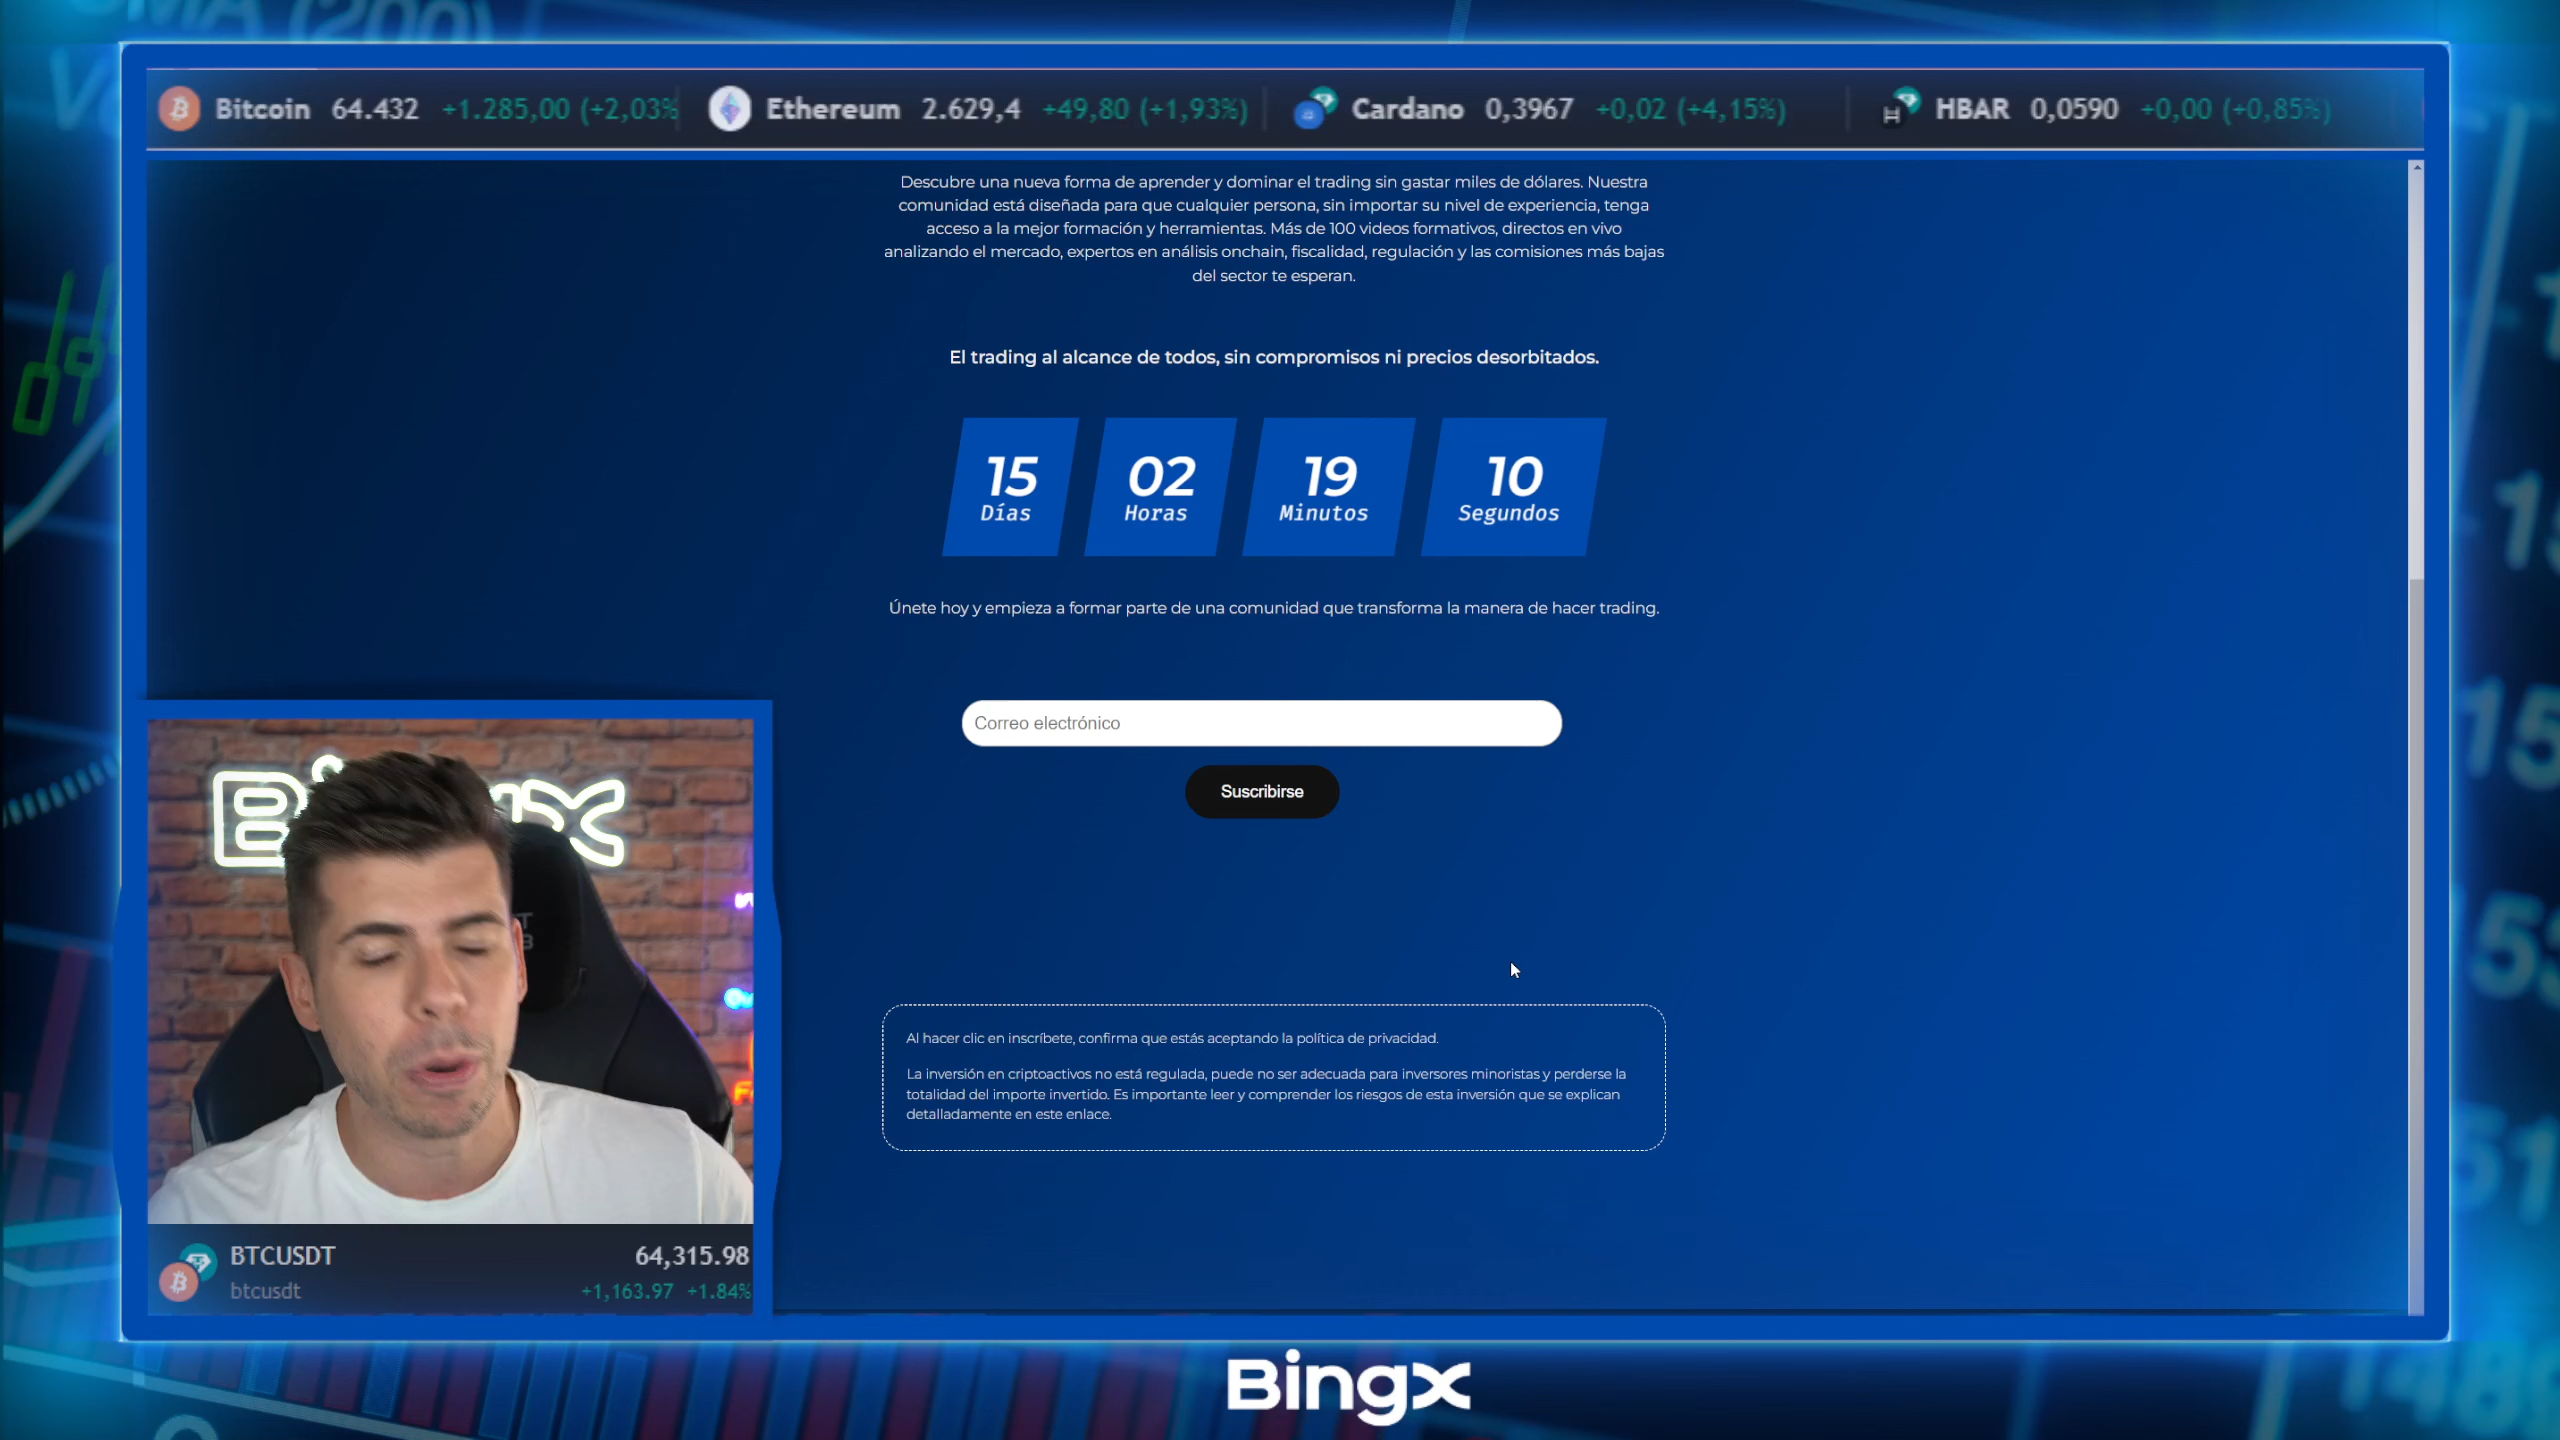 MA (200)
Bitcoin 64.432 +1.285,00 (+2,03%
Ethereum 2.629,4 +49,80 (+1,93%)
Cardano 0,3967 +0,02 (+4,15%)
HBAR 0,0590 +0,00 (+0,85%)
Descubre una nueva forma de aprender y dominar el trading sin gastar miles de dólares. Nuestra
comunidad está diseñada para que cualquier persona, sin importar su nivel de experiencia, tenga
acceso a la mejor formación y herramientas. Más de 100 videos formativos, directos en vivo
analizando el mercado, expertos en análisis onchain, fiscalidad, regulación y las comisiones más bajas
del sector te esperan.
El trading al alcance de todos, sin compromisos ni precios desorbitados.
15 02 19 10
Días Horas Minutos Segundos
Únete hoy y empieza a formar parte de una comunidad que transforma la manera de hacer trading.
Correo electrónico
Suscribirse
Al hacer clic en inscríbete, confirma que estás aceptando la política de privacidad.
La inversión en criptoactivos no está regulada, puede no ser adecuada para inversores minoristas y perderse la
totalidad del importe invertido. Es importante leer y comprender los riesgos de esta inversión que se explican
detalladamente en este enlace.
BTCUSDT 64,315.98
btcusdt +1,163.97 +1.84%
BingX